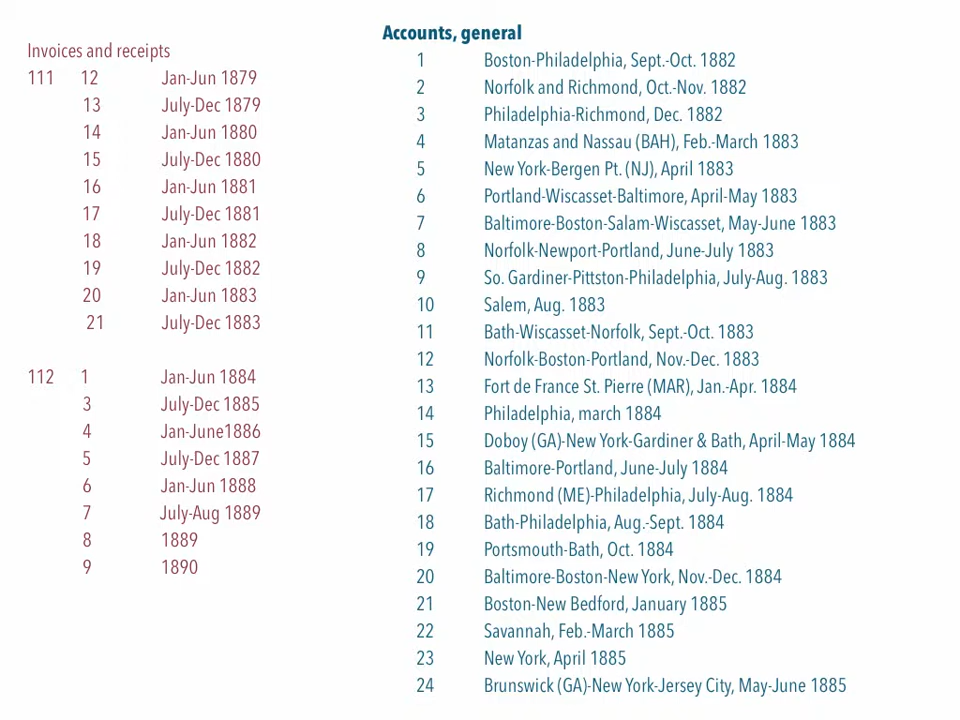 Invoices and receipts
111 12 Jan-Jun 1879
13 July-Dec 1879
14 Jan-Jun 1880
15 July-Dec 1880
16 Jan-Jun 1881
17 July-Dec 1881
18 Jan-Jun 1882
19 July-Dec 1882
20 Jan-Jun 1883
21 July-Dec 1883
112 1 Jan-Jun 1884
3 July-Dec 1885
4 Jan-June1886
5 July-Dec 1887
6 Jan-Jun 1888
7 July-Aug 1889
8 1889
9 1890
Accounts, general
1 Boston-Philadelphia, Sept.-Oct. 1882
2 Norfolk and Richmond, Oct.-Nov. 1882
3 Philadelphia-Richmond, Dec. 1882
4 Matanzas and Nassau (BAH), Feb.-March 1883
5 New York-Bergen Pt. (NJ), April 1883
6 Portland-Wiscasset-Baltimore, April-May 1883
7 Baltimore-Boston-Salam-Wiscasset, May-June 1883
8 Norfolk-Newport-Portland, June-July 1883
9 So. Gardiner-Pittston-Philadelphia, July-Aug. 1883
10 Salem, Aug. 1883
11 Bath-Wiscasset-Norfolk, Sept.-Oct. 1883
12 Norfolk-Boston-Portland, Nov.-Dec. 1883
13 Fort de France St. Pierre (MAR), Jan.-Apr. 1884
14 Philadelphia, march 1884
15 Doboy (GA)-New York-Gardiner & Bath, April-May 1884
16 Baltimore-Portland, June-July 1884
17 Richmond (ME)-Philadelphia, July-Aug. 1884
18 Bath-Philadelphia, Aug.-Sept. 1884
19 Portsmouth-Bath, Oct. 1884
20 Baltimore-Boston-New York, Nov.-Dec. 1884
21 Boston-New Bedford, January 1885
22 Savannah, Feb.-March 1885
23 New York, April 1885
24 Brunswick (GA)-New York-Jersey City, May-June 1885